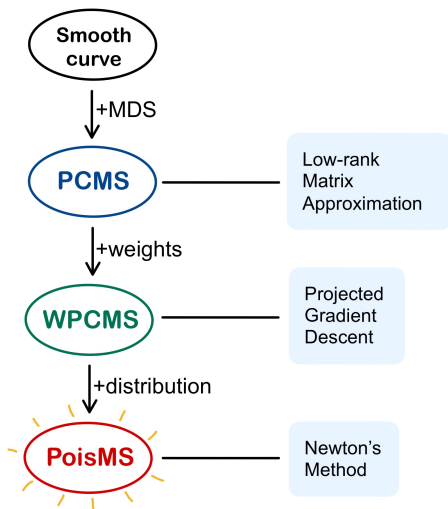 Smooth
curve
+MDS
PCMS
Low-rank
Matrix
Approximation
+weights
WPCMS
Projected
Gradient
Descent
+distribution
PoisMS
Newton's
Method